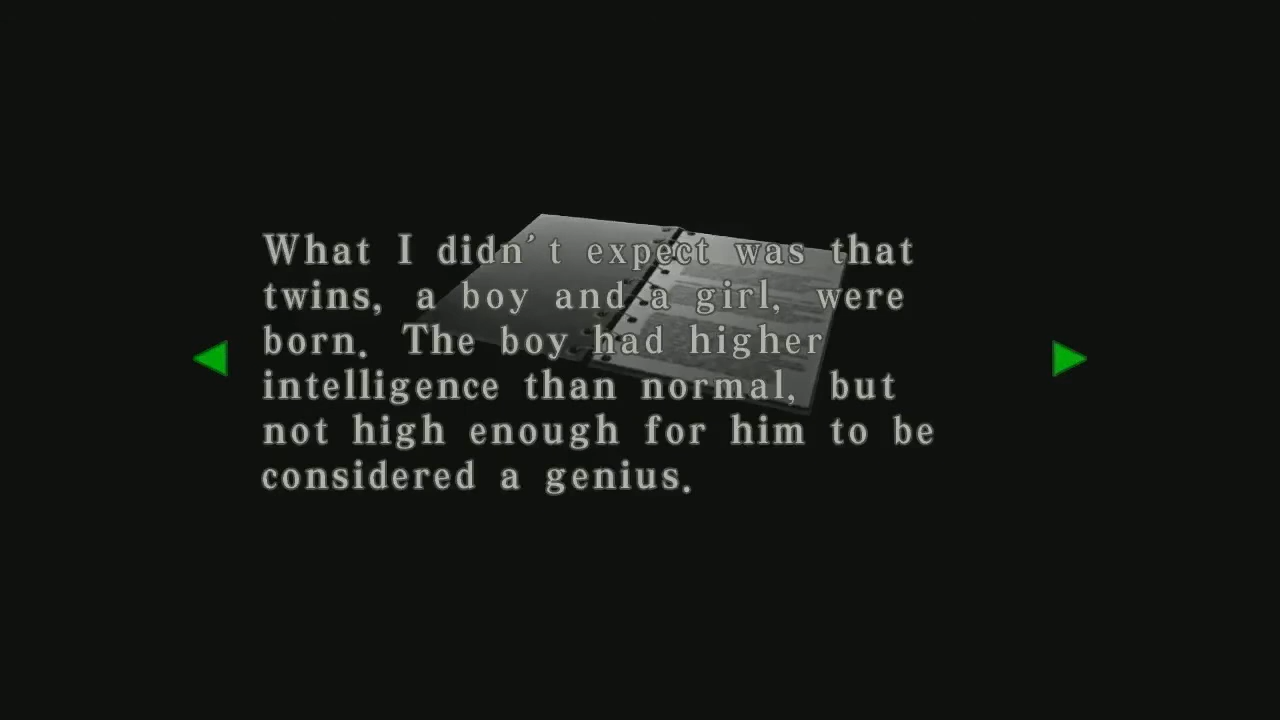 What I didn't expect was that
twins, a boy and a girl, were
born. The boy had higher
intelligence than normal, but
not high enough for him to be
considered a genius.